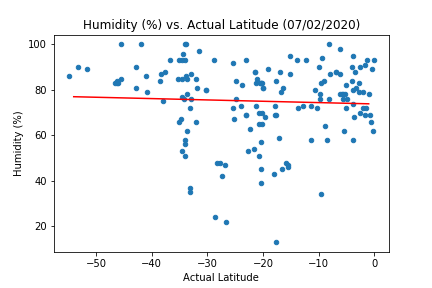 Humidity (%) vs. Actual Latitude (07/02/2020)
100
80
60
40
20
Humidity (%)
−50 −40 −30 −20 −10 0
Actual Latitude